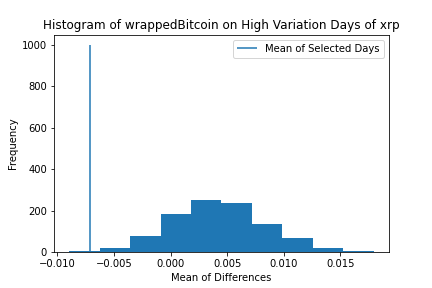 Histogram of wrappedBitcoin on High Variation Days of xrp
Mean of Selected Days
1000
800
600
400
200
0
Frequency
−0.010 −0.005 0.000 0.005 0.010 0.015
Mean of Differences